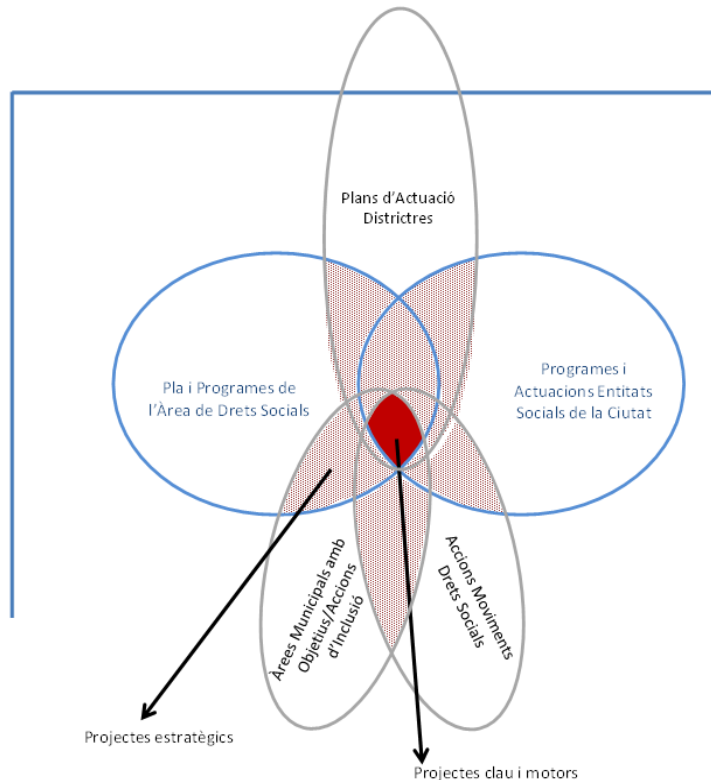 Plans d'Actuació
Districtres
Pla i Programes de
l'Àrea de Drets Socials
Programes i
Actuacions Entitats
Socials de la Ciutat
Àrees Municipals amb
Objetius/Accions
d'Inclusió
Accions Moviments
Drets Socials
Projectes estratègics
Projectes clau i motors